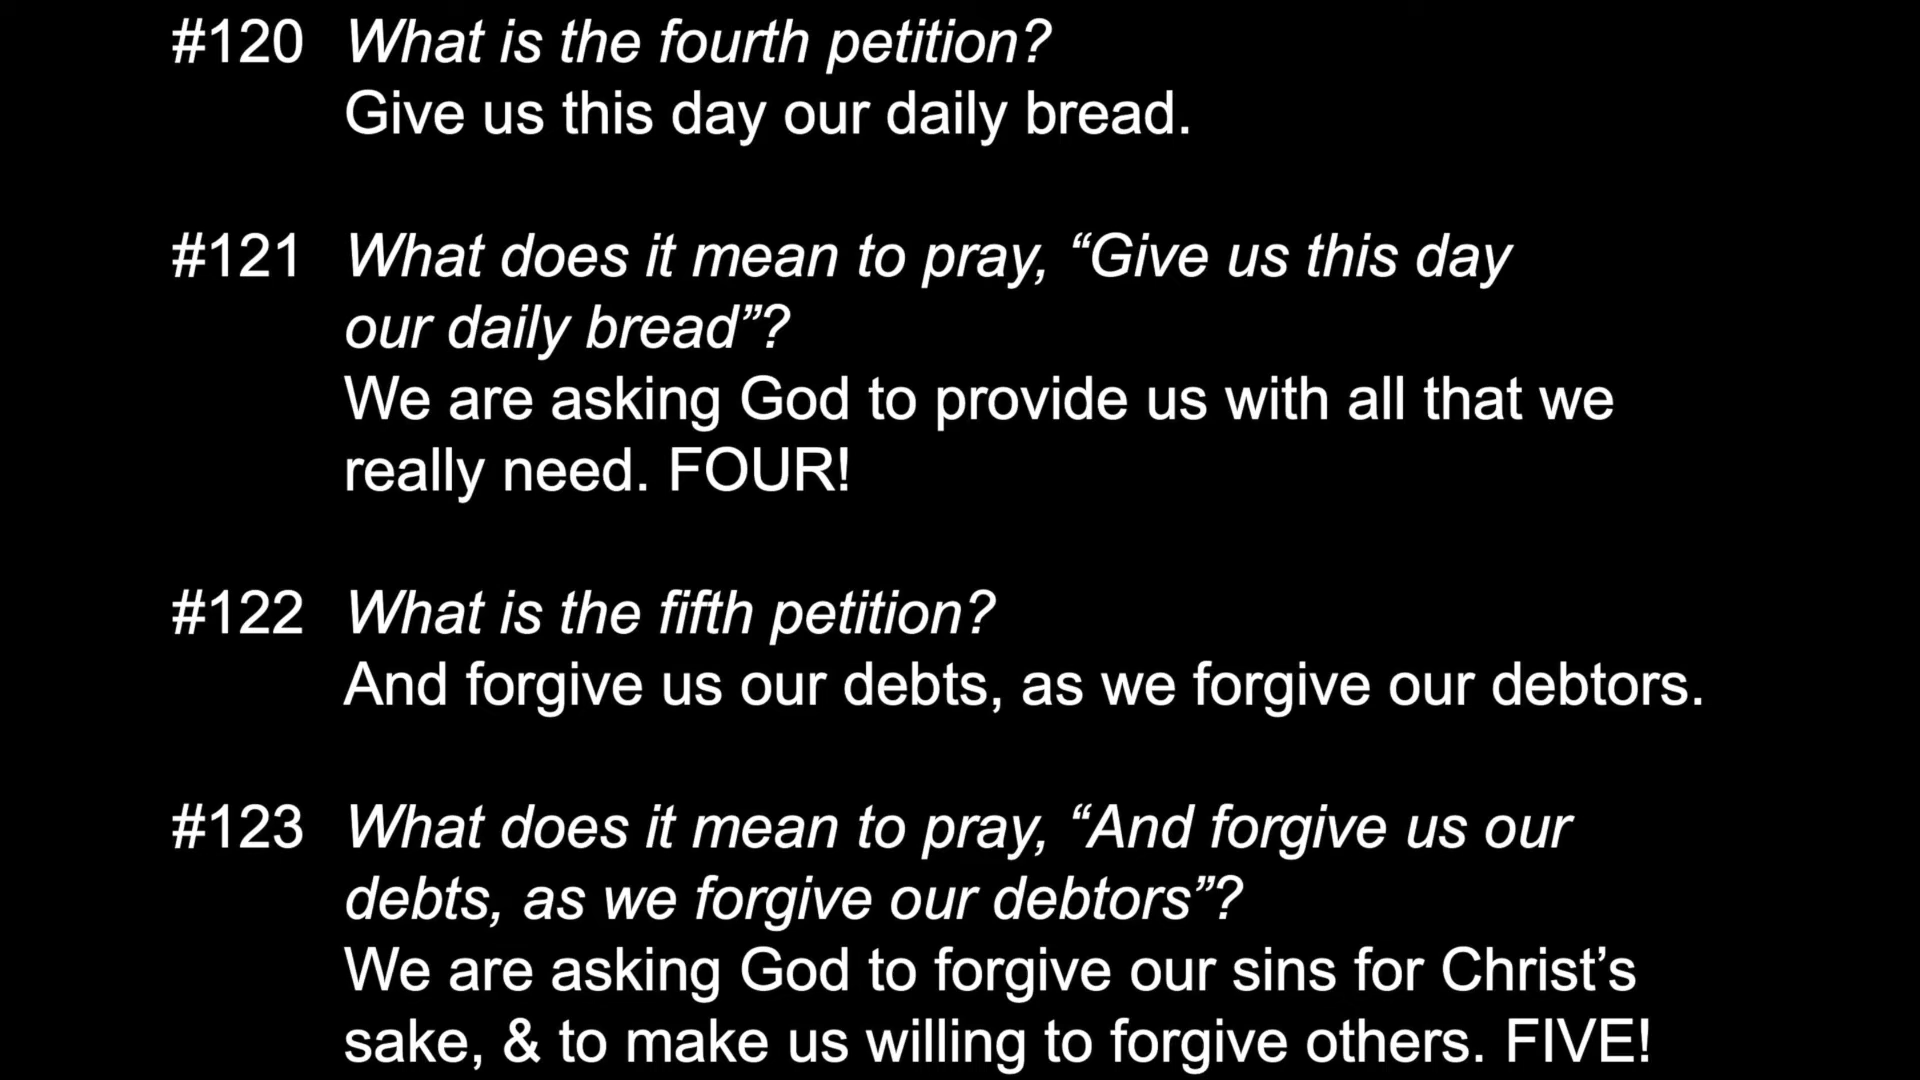 #120 What is the fourth petition?
Give us this day our daily bread.
#121 What does it mean to pray, “Give us this day
our daily bread”?
We are asking God to provide us with all that we
really need. FOUR!
#122 What is the fifth petition?
And forgive us our debts, as we forgive our debtors.
#123 What does it mean to pray, “And forgive us our
debts, as we forgive our debtors”?
We are asking God to forgive our sins for Christ’s
sake, & to make us willing to forgive others. FIVE!